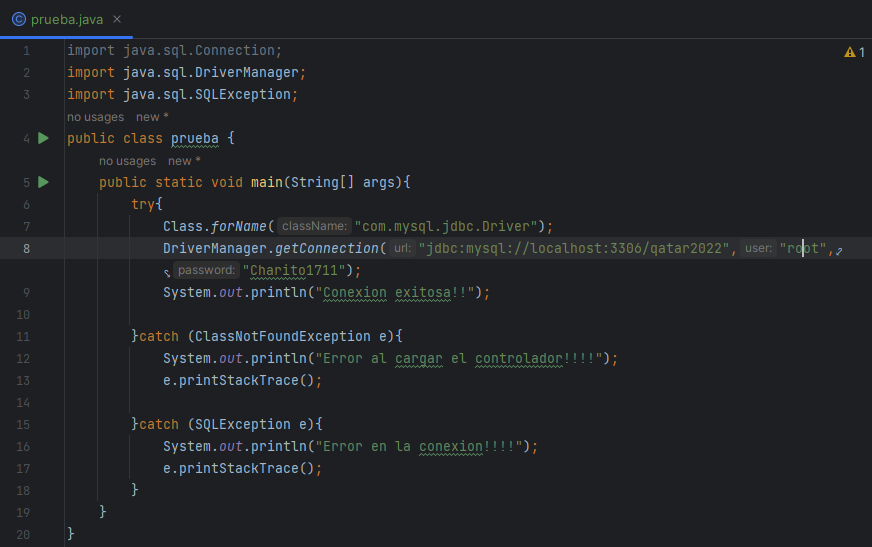 prueba.java
1 import java.sql.Connection;
1
2 import java.sql.DriverManager;
3 import java.sql.SQLException;
no usages new *
4 public class prueba {
no usages new *
5 public static void main(String[] args){
6 try{
7 Class.forName( className: "com.mysql.jdbc.Driver");
8 DriverManager.getConnection( url: "jdbc:mysql://localhost:3306/qatar2022", user: "root",
password: "Charito1711");
9 System.out.println("Conexion exitosa!!");
10
11 }catch (ClassNotFoundException e){
12 System.out.println("Error al cargar el controlador!!!!");
13 e.printStackTrace();
14
15 }catch (SQLException e){
16 System.out.println("Error en la conexion!!!!");
17 e.printStackTrace();
18 }
19 }
20 }